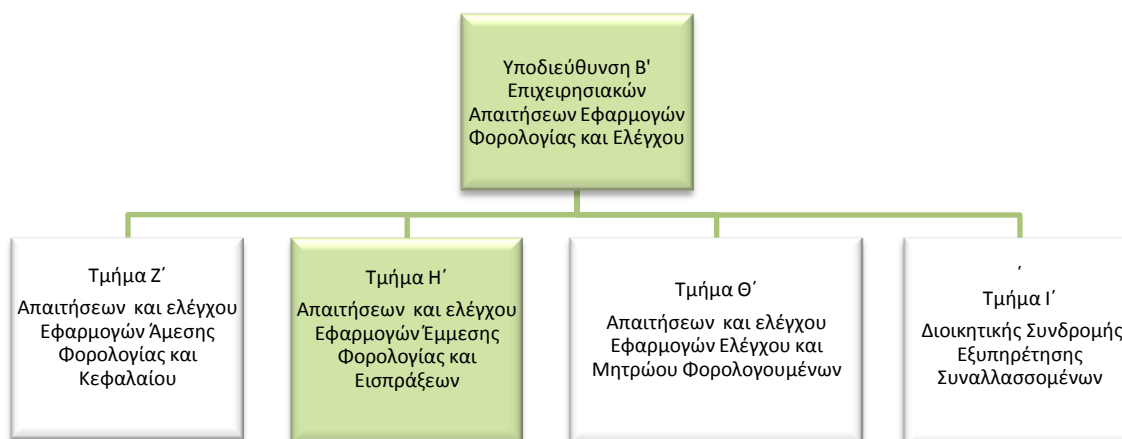 Υποδιεύθυνση Β'
Επιχειρησιακών
Απαιτήσεων Εφαρμογών
Φορολογίας και Ελέγχου
Τμήμα Ζ΄
Απαιτήσεων και ελέγχου
Εφαρμογών Άμεσης
Φορολογίας και
Κεφαλαίου
Τμήμα Η΄
Απαιτήσεων και ελέγχου
Εφαρμογών Έμμεσης
Φορολογίας και
Εισπράξεων
Τμήμα Θ΄
Απαιτήσεων και ελέγχου
Εφαρμογών Ελέγχου και
Μητρώου Φορολογουμένων
΄
Τμήμα Ι΄
Διοικητικής Συνδρομής
Εξυπηρέτησης
Συναλλασσομένων